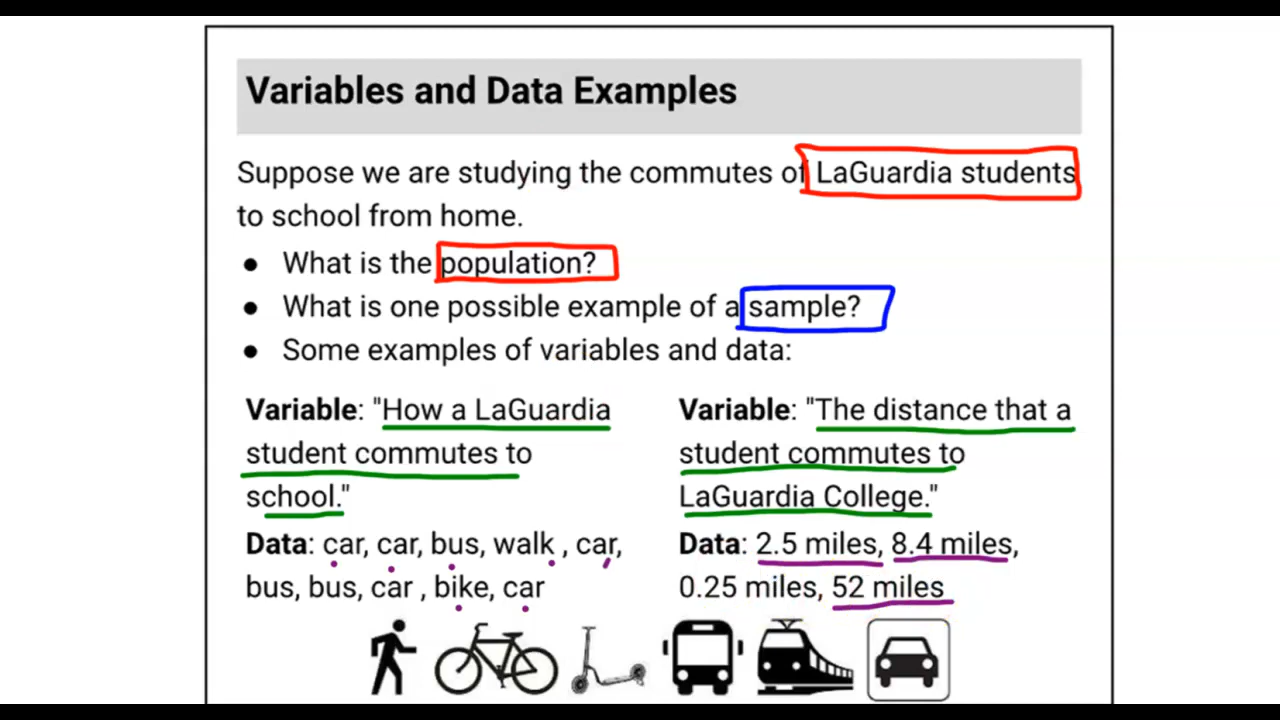 Variables and Data Examples
Suppose we are studying the commutes of LaGuardia students
to school from home.
● What is the population?
● What is one possible example of a sample?
● Some examples of variables and data:
Variable: "How a LaGuardia
student commutes to
school."
Data: car, car, bus, walk , car,
bus, bus, car , bike, car
Variable: "The distance that a
student commutes to
LaGuardia College."
Data: 2.5 miles, 8.4 miles,
0.25 miles, 52 miles